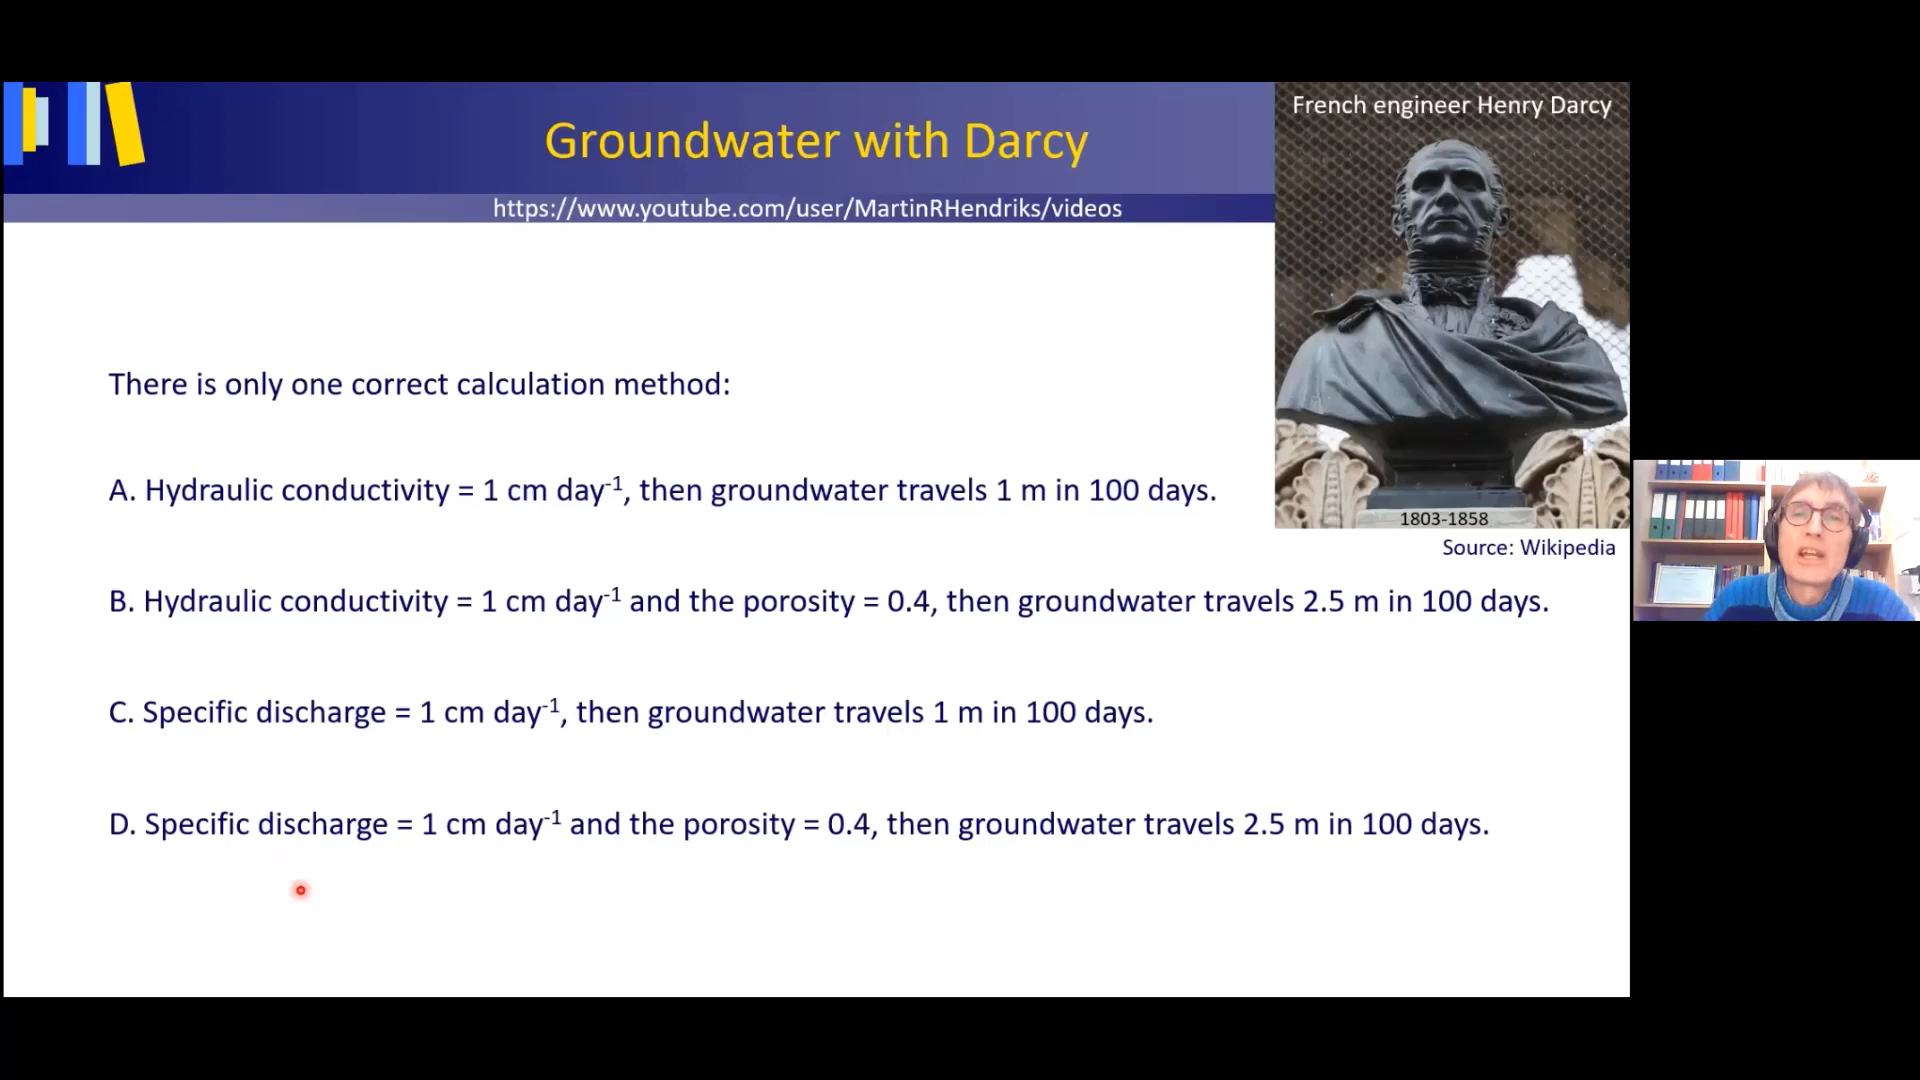 Groundwater with Darcy
https://www.youtube.com/user/MartinRHendriks/videos
French engineer Henry Darcy
1803-1858
Source: Wikipedia
There is only one correct calculation method:
A. Hydraulic conductivity = 1 cm day⁻¹, then groundwater travels 1 m in 100 days.
B. Hydraulic conductivity = 1 cm day⁻¹ and the porosity = 0.4, then groundwater travels 2.5 m in 100 days.
C. Specific discharge = 1 cm day⁻¹, then groundwater travels 1 m in 100 days.
D. Specific discharge = 1 cm day⁻¹ and the porosity = 0.4, then groundwater travels 2.5 m in 100 days.